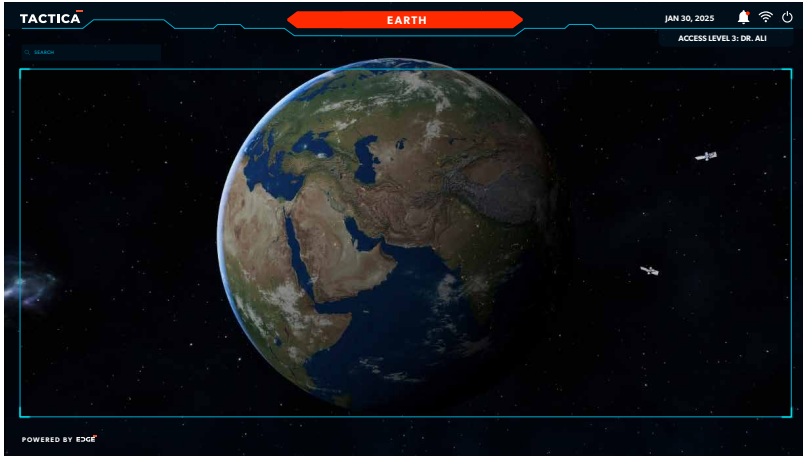 TACTICA
EARTH
JAN 30, 2025
ACCESS LEVEL 3: DR. ALI
SEARCH
POWERED BY EDGE